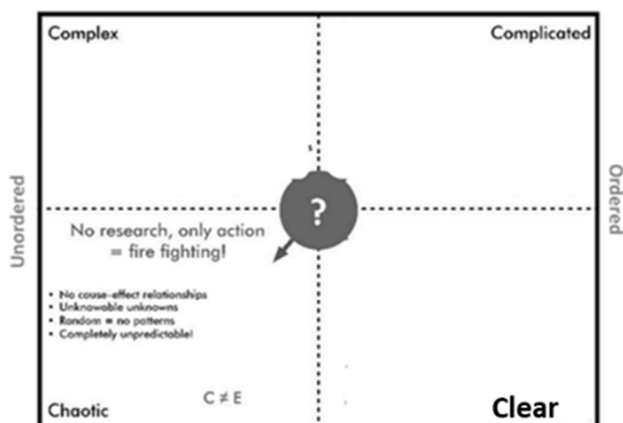 Complex
Complicated
Unordered
Ordered
?
No research, only action
= fire fighting!
• No cause-effect relationships
• Unknowable unknowns
• Random = no patterns
• Completely unpredictable!
C ≠ E
Chaotic
Clear